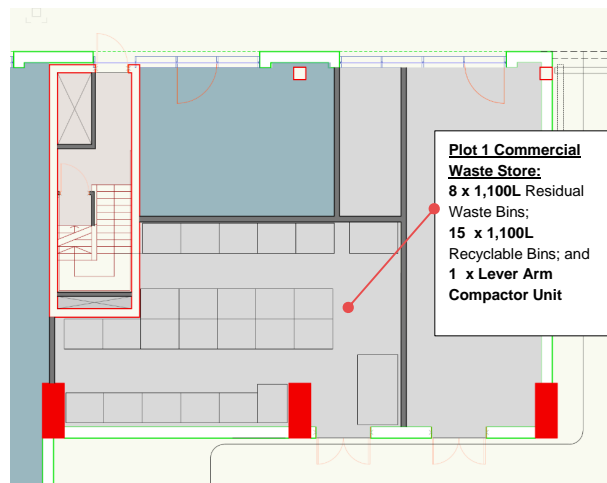 Plot 1 Commercial
Waste Store:
8 x 1,100L Residual
Waste Bins;
15 x 1,100L
Recyclable Bins; and
1 x Lever Arm
Compactor Unit